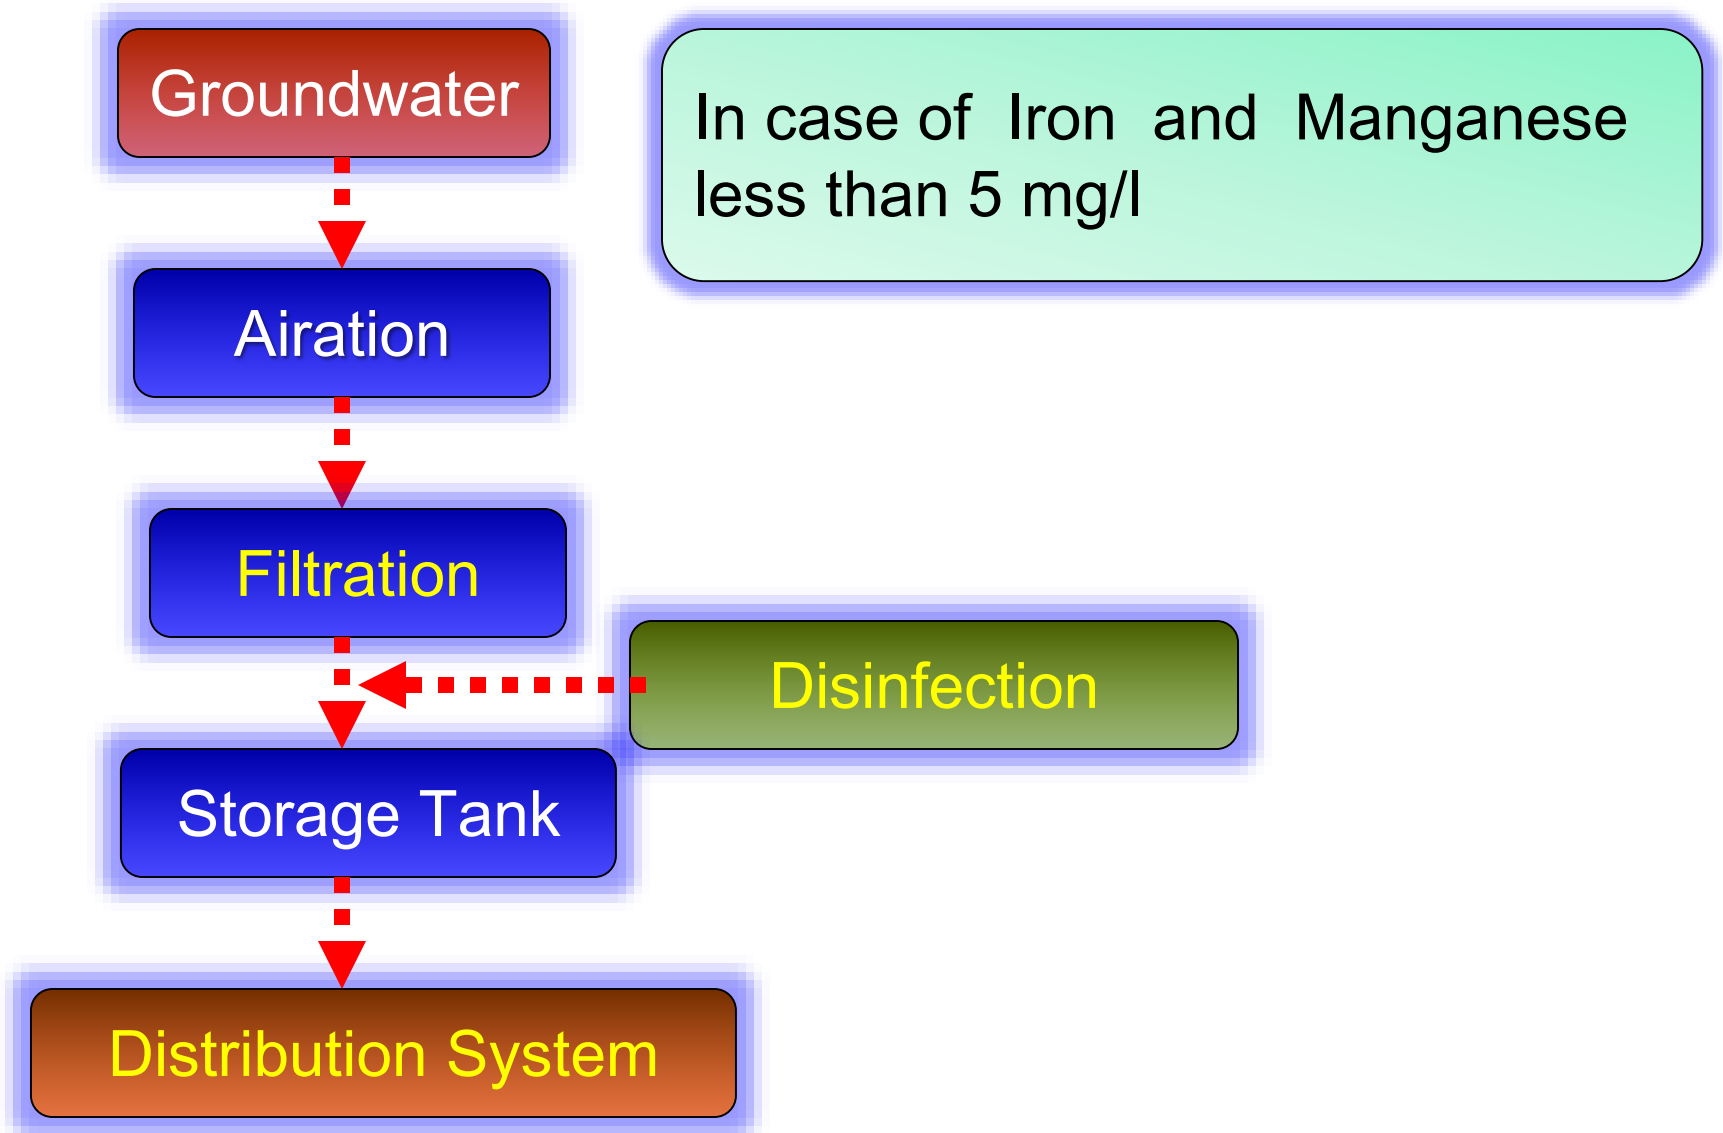 Groundwater
In case of Iron and Manganese
less than 5 mg/l
Airation
Filtration
Disinfection
Storage Tank
Distribution System